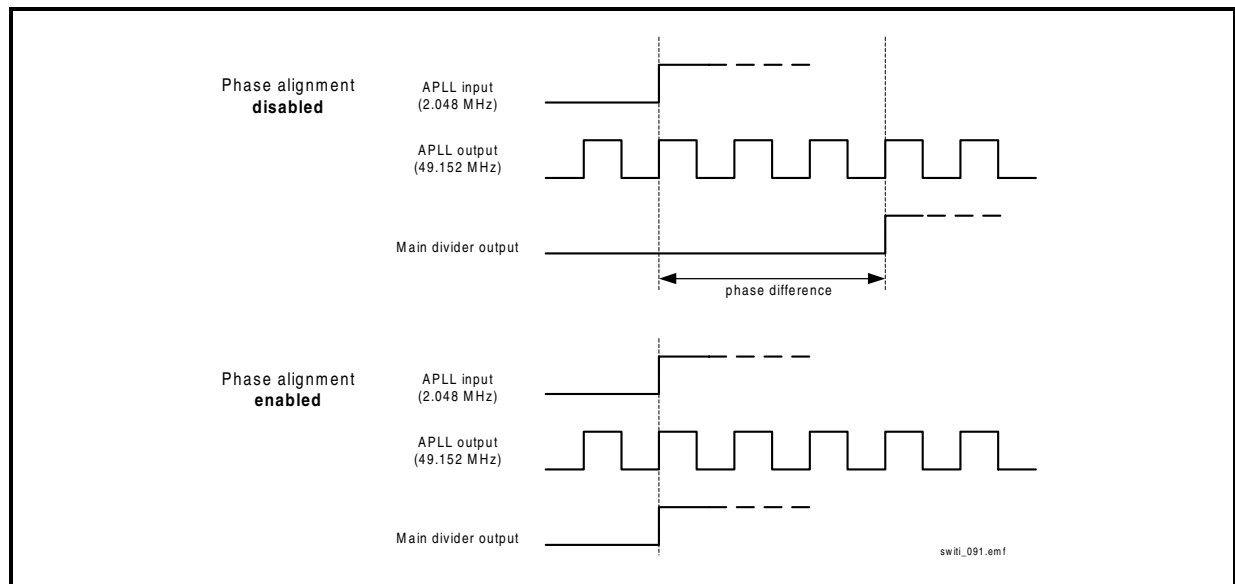 Phase alignment
disabled
APLL input
(2.048 MHz)
APLL output
(49.152 MHz)
Main divider output
phase difference
Phase alignment
enabled
APLL input
(2.048 MHz)
APLL output
(49.152 MHz)
Main divider output
switi_091.emf